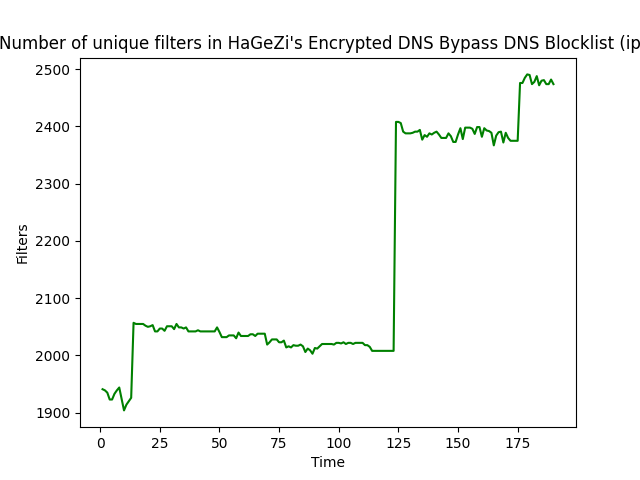 Number of unique filters in HaGeZi's Encrypted DNS Bypass DNS Blocklist (ip
2500
2400
2300
2200
2100
2000
1900
Filters
0 25 50 75 100 125 150 175
Time